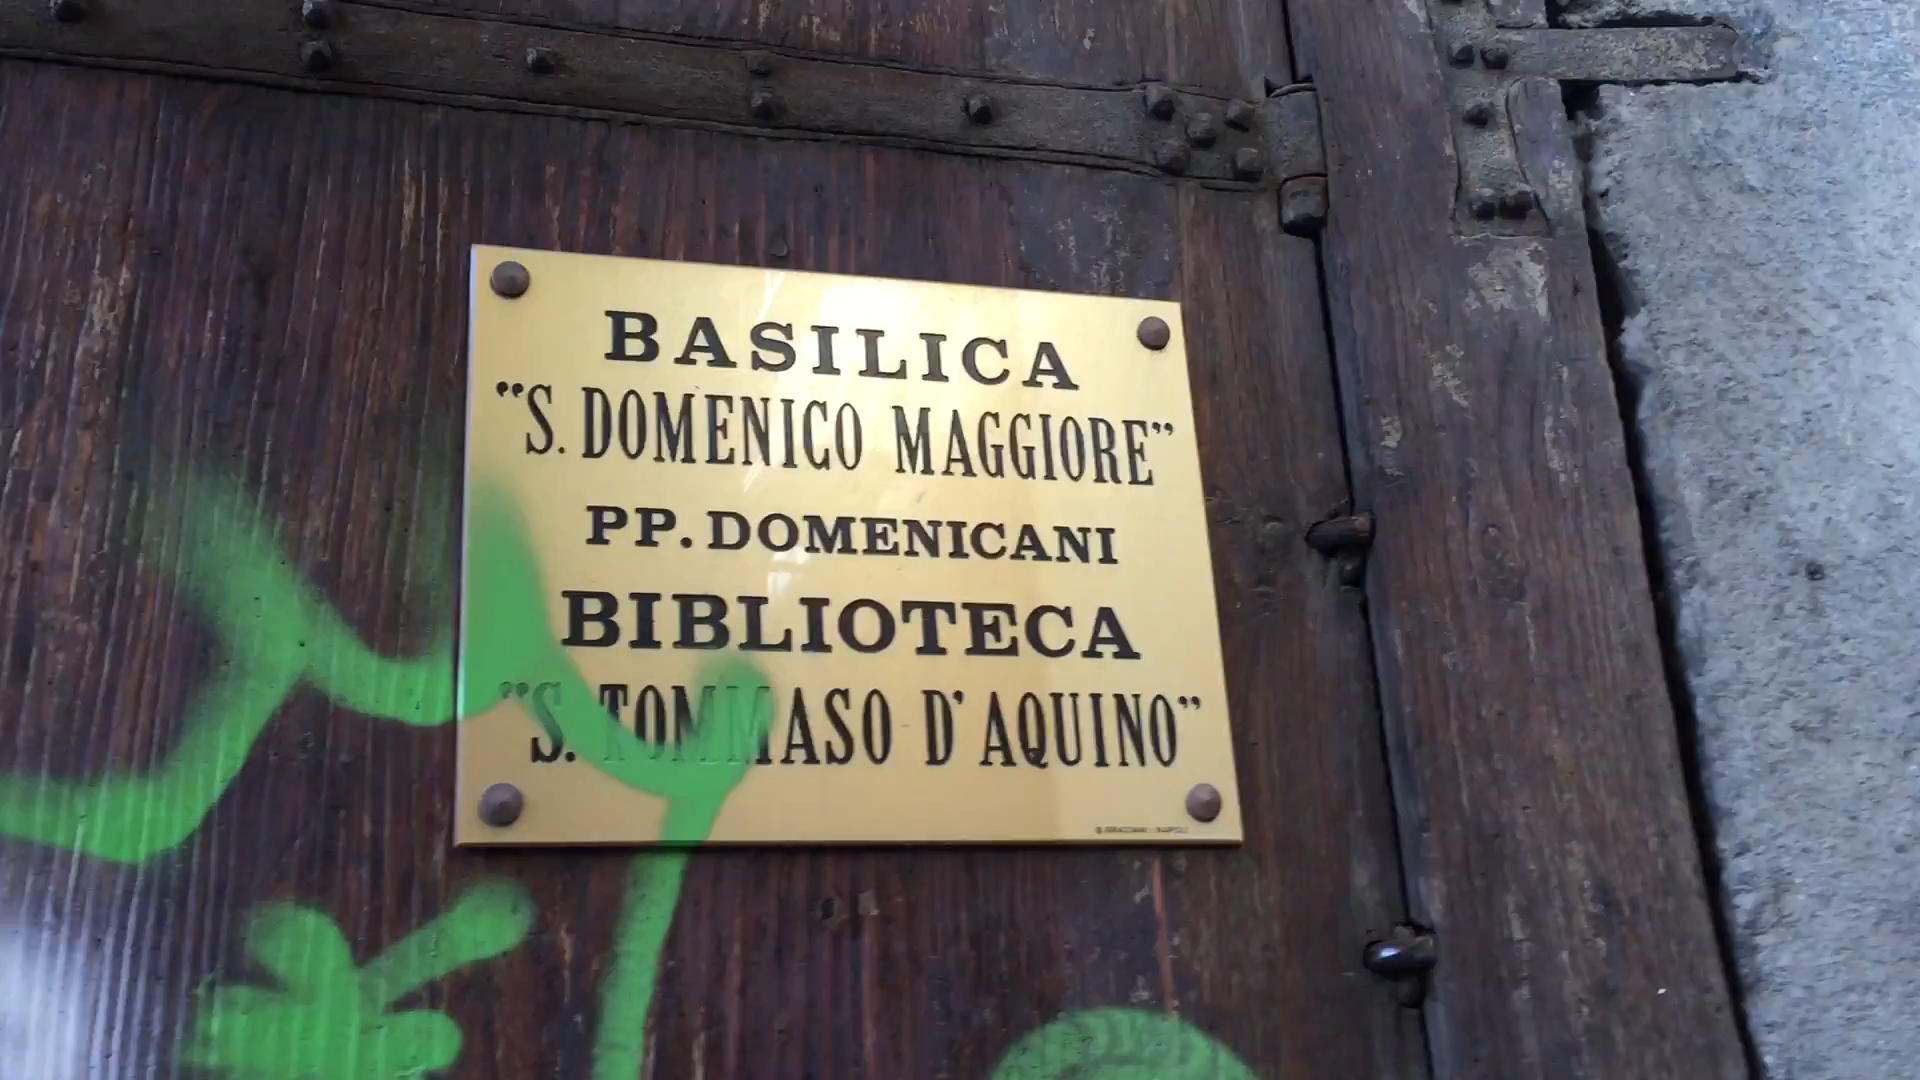 BASILICA
"S. DOMENICO MAGGIORE"
PP. DOMENICANI
BIBLIOTECA
"S. TOMMASO D'AQUINO"